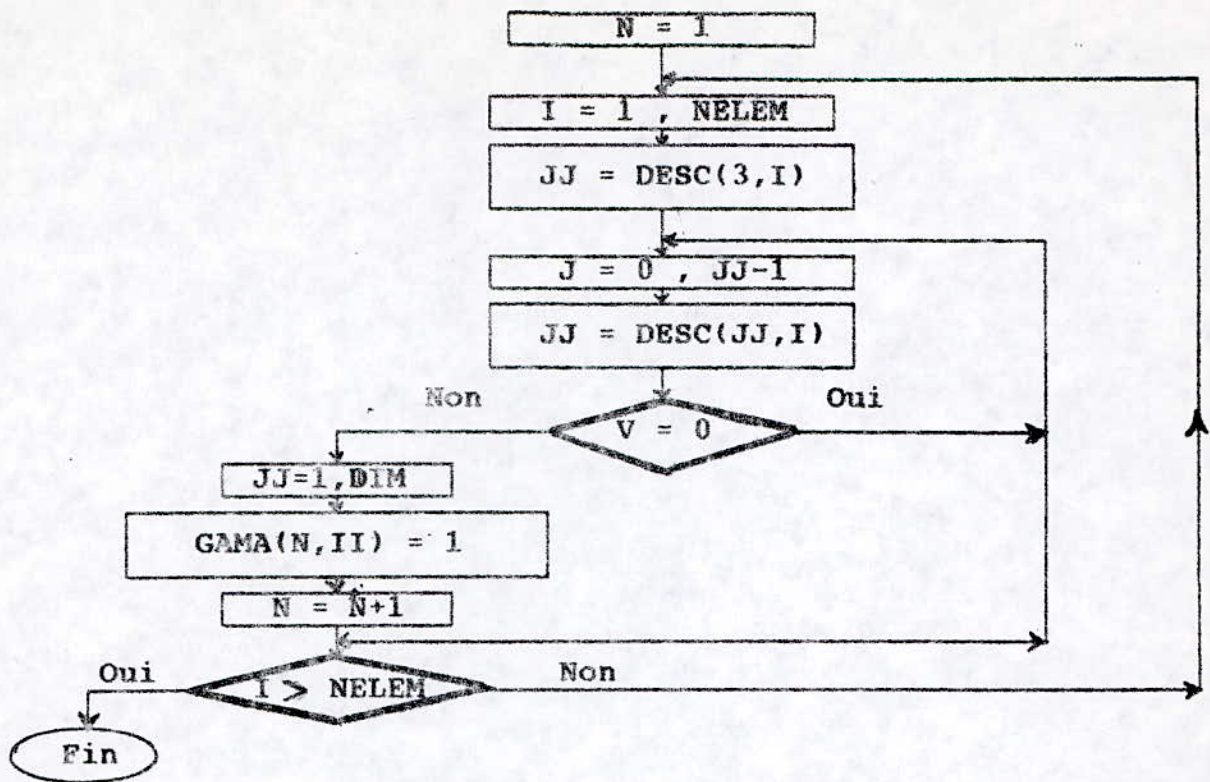 N = 1
I = 1 , NELEM
JJ = DESC(3,I)
J = 0 , JJ-1
JJ = DESC(JJ,I)
Non
Oui
V = 0
JJ=1,DIM
GAMA(N,II) = 1
N = N+1
Oui
I > NELEM
Non
Fin